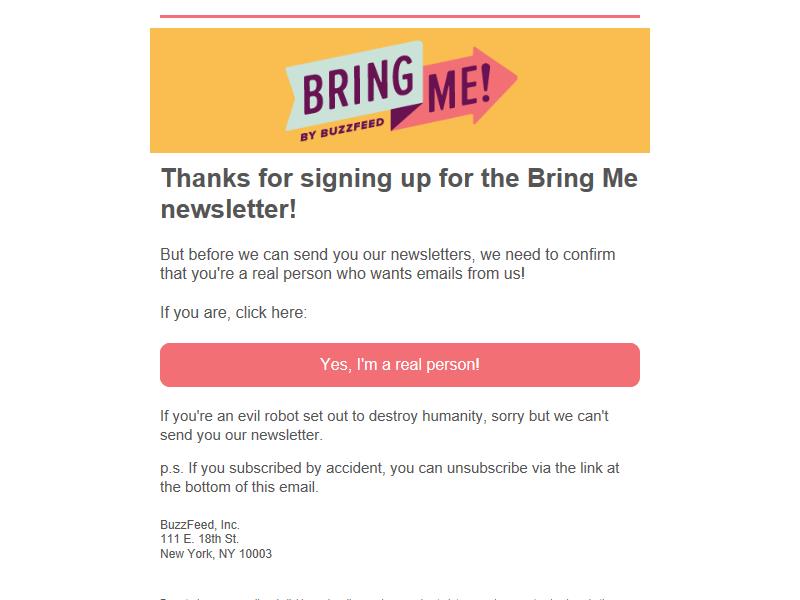 BRING ME!
BY BUZZFEED
Thanks for signing up for the Bring Me
newsletter!
But before we can send you our newsletters, we need to confirm
that you're a real person who wants emails from us!
If you are, click here:
Yes, I'm a real person!
If you're an evil robot set out to destroy humanity, sorry but we can't
send you our newsletter.
p.s. If you subscribed by accident, you can unsubscribe via the link at
the bottom of this email.
BuzzFeed, Inc.
111 E. 18th St.
New York, NY 10003